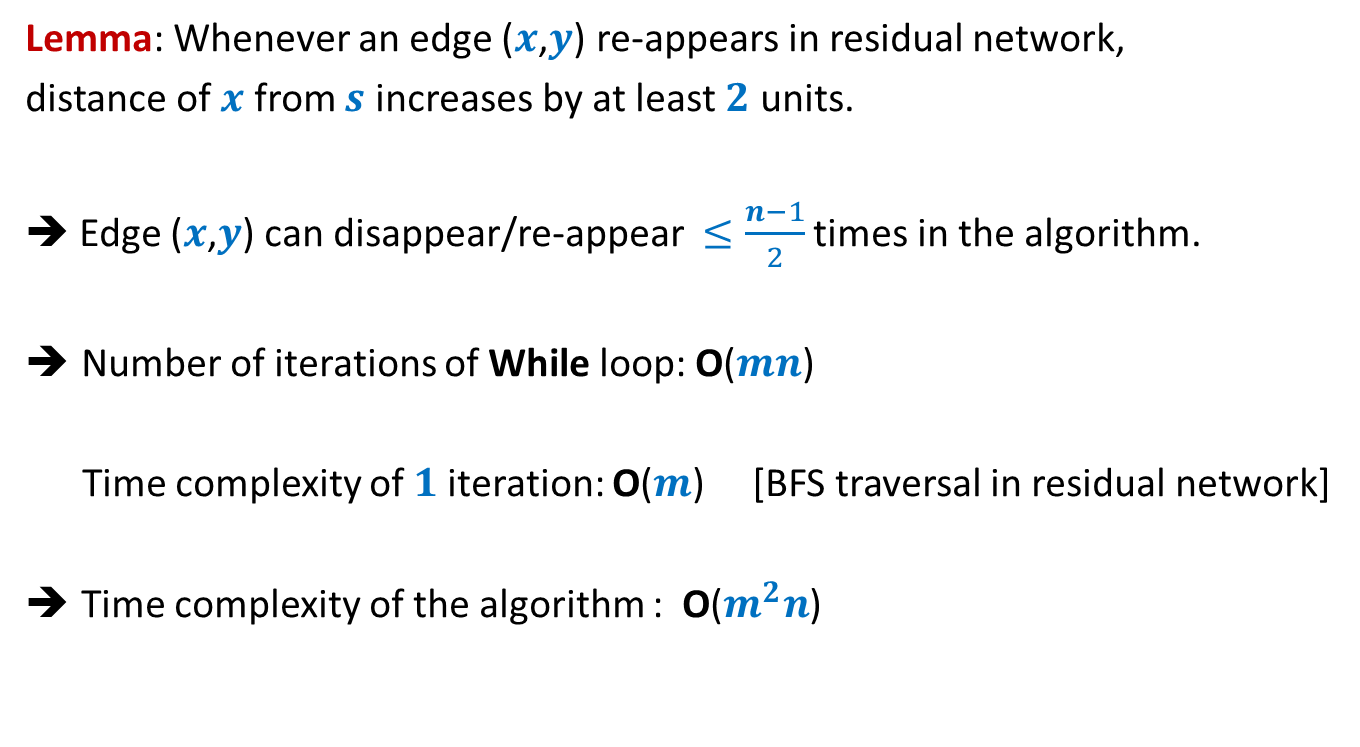 Lemma: Whenever an edge (x,y) re-appears in residual network,
distance of x from s increases by at least 2 units.
➔ Edge (x,y) can disappear/re-appear ≤ n−1/2 times in the algorithm.
➔ Number of iterations of While loop: O(mn)
Time complexity of 1 iteration: O(m) [BFS traversal in residual network]
➔ Time complexity of the algorithm : O(m²n)